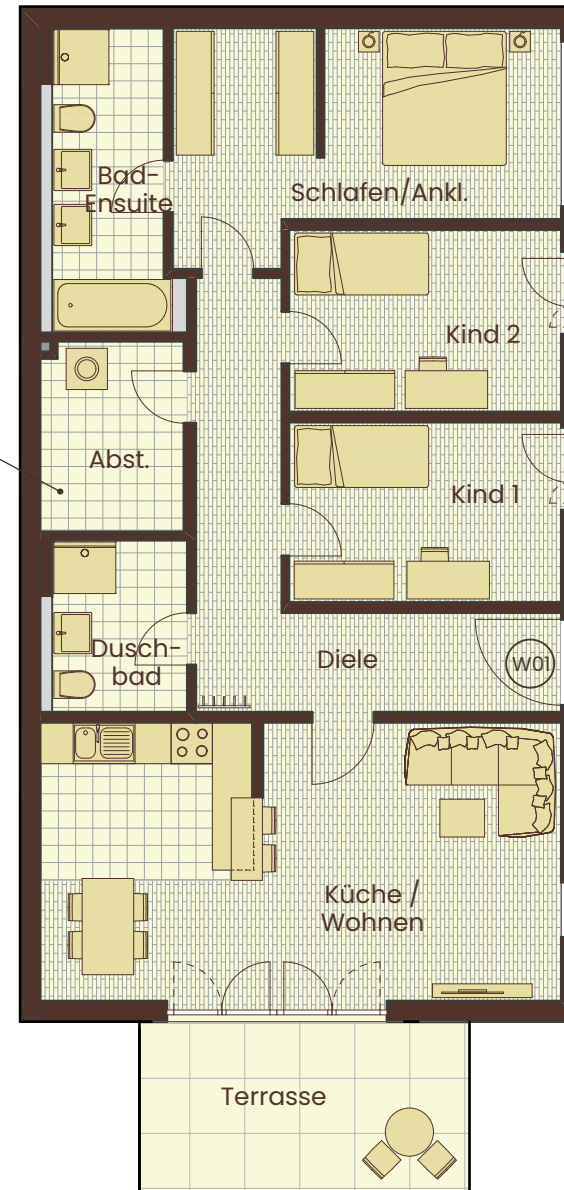 Bad-
Ensuite
Schlafen/Ankl.
Kind 2
Abst.
Kind 1
Dusch-
bad
Diele
W01
Küche /
Wohnen
Terrasse